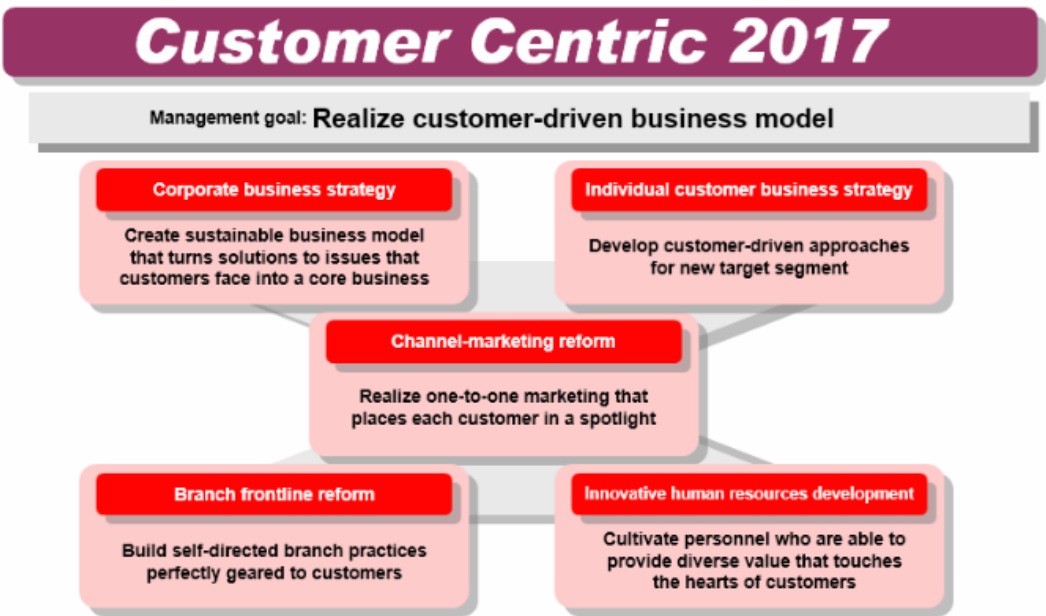 Customer Centric 2017
Management goal: Realize customer-driven business model
Corporate business strategy
Create sustainable business model
that turns solutions to issues that
customers face into a core business
Individual customer business strategy
Develop customer-driven approaches
for new target segment
Channel-marketing reform
Realize one-to-one marketing that
places each customer in a spotlight
Branch frontline reform
Build self-directed branch practices
perfectly geared to customers
Innovative human resources development
Cultivate personnel who are able to
provide diverse value that touches
the hearts of customers